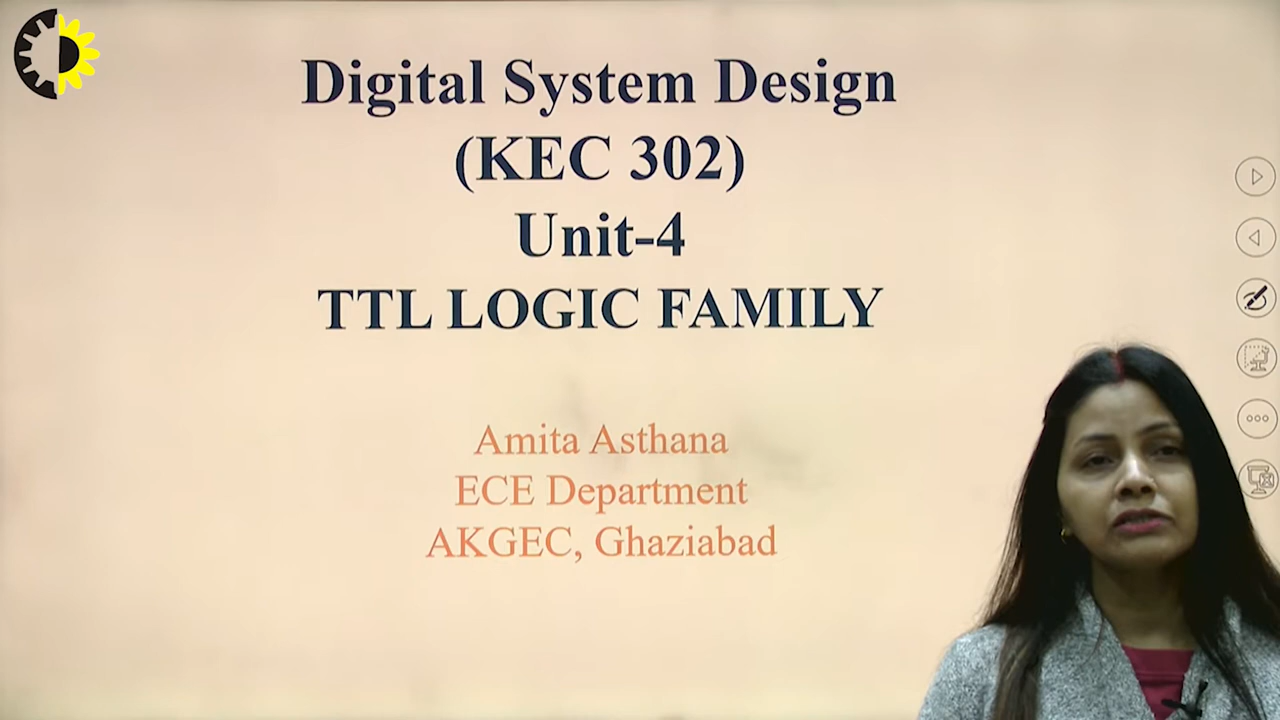 Digital System Design
(KEC 302)
Unit-4
TTL LOGIC FAMILY
Amita Asthana
ECE Department
AKGEC, Ghaziabad